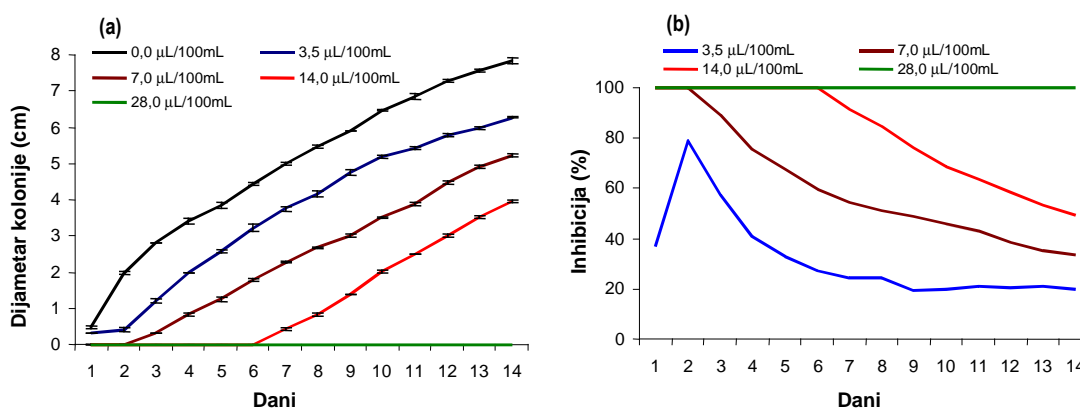 (a)
0,0 µL/100mL
3,5 µL/100mL
7,0 µL/100mL
14,0 µL/100mL
28,0 µL/100mL
Dijametar kolonije (cm)
8
7
6
5
4
3
2
1
0
1 2 3 4 5 6 7 8 9 10 11 12 13 14
Dani
(b)
3,5 µL/100mL
7,0 µL/100mL
14,0 µL/100mL
28,0 µL/100mL
Inhibicija (%)
100
80
60
40
20
0
1 2 3 4 5 6 7 8 9 10 11 12 13 14
Dani